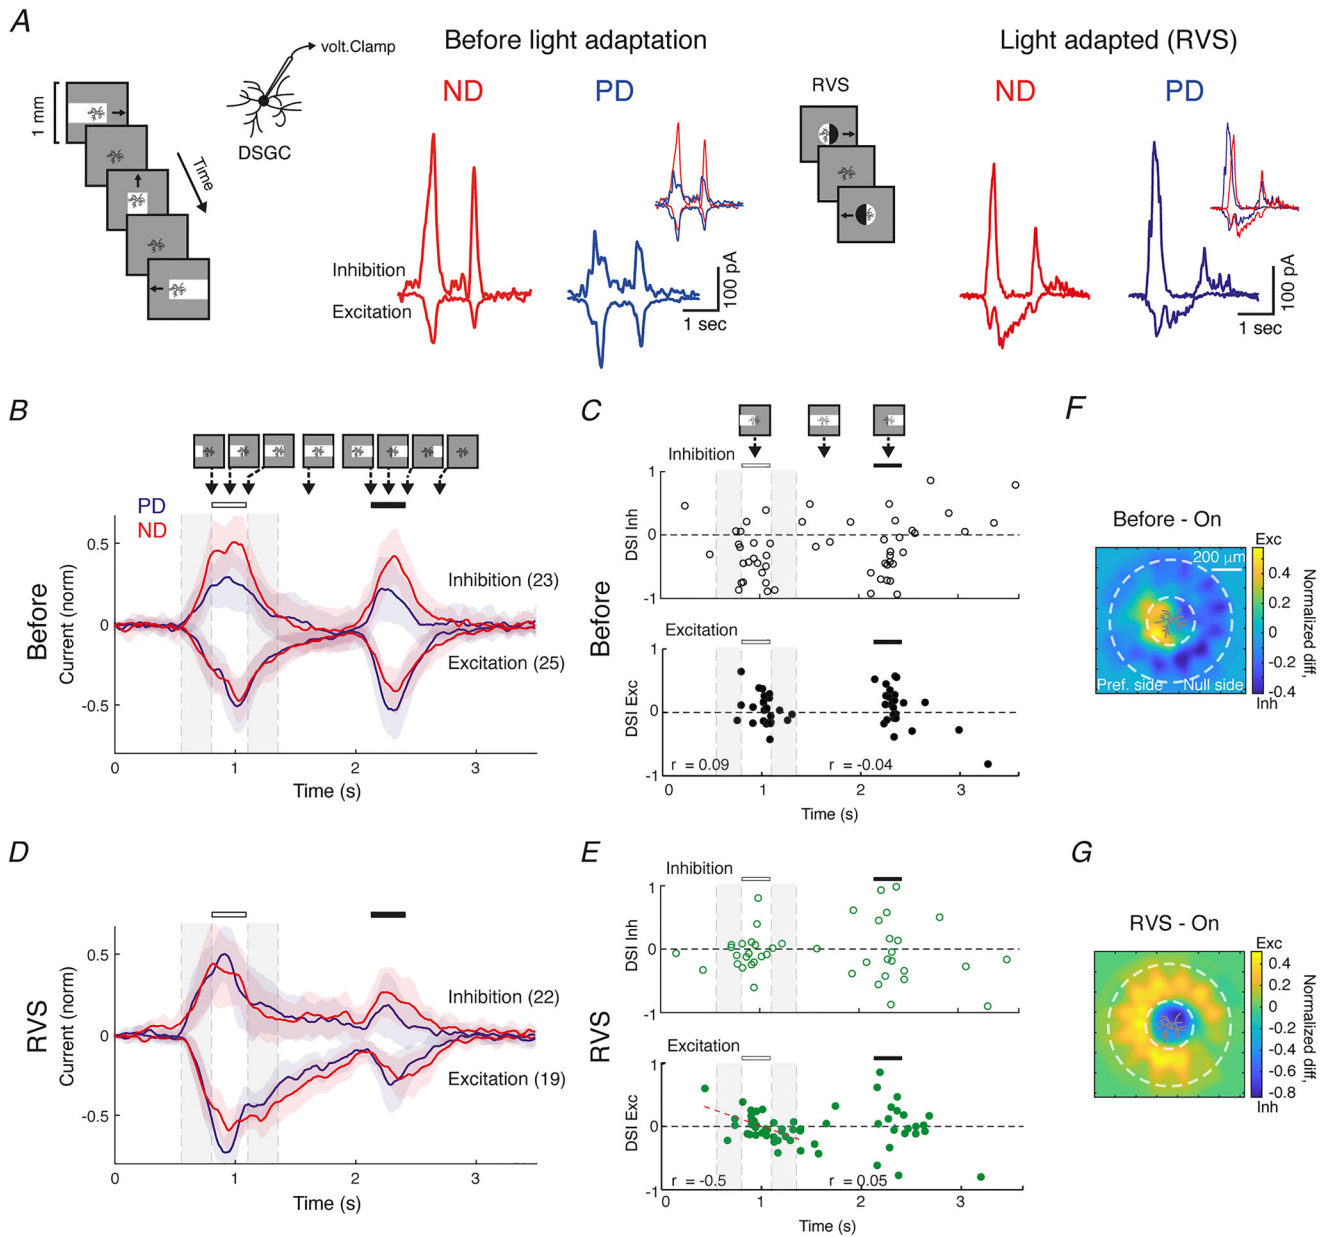 A
volt.Clamp
1 mm
DSGC
Time
Before light adaptation
ND
PD
Inhibition
Excitation
100 pA
1 sec
Light adapted (RVS)
RVS
ND
PD
100 pA
1 sec
B
PD
ND
Before
Current (norm)
0.5
0
-0.5
Inhibition (23)
Excitation (25)
0
1
2
3
Time (s)
C
Before
Inhibition
DSI Inh
1
0
-1
Excitation
DSI Exc
1
0
-1
r = 0.09
r = -0.04
0
1
2
3
Time (s)
F
Before - On
200 µm
Pref. side
Null side
Exc
0.4
0.2
0
-0.2
-0.4
Inh
Normalized diff,
D
RVS
Current (norm)
0.5
0
-0.5
Inhibition (22)
Excitation (19)
0
1
2
3
Time (s)
E
RVS
Inhibition
DSI Inh
1
0
-1
Excitation
DSI Exc
1
0
-1
r = -0.5
r = 0.05
0
1
2
3
Time (s)
G
RVS - On
Exc
0.4
0.2
0
-0.2
-0.4
-0.6
-0.8
Inh
Normalized diff,